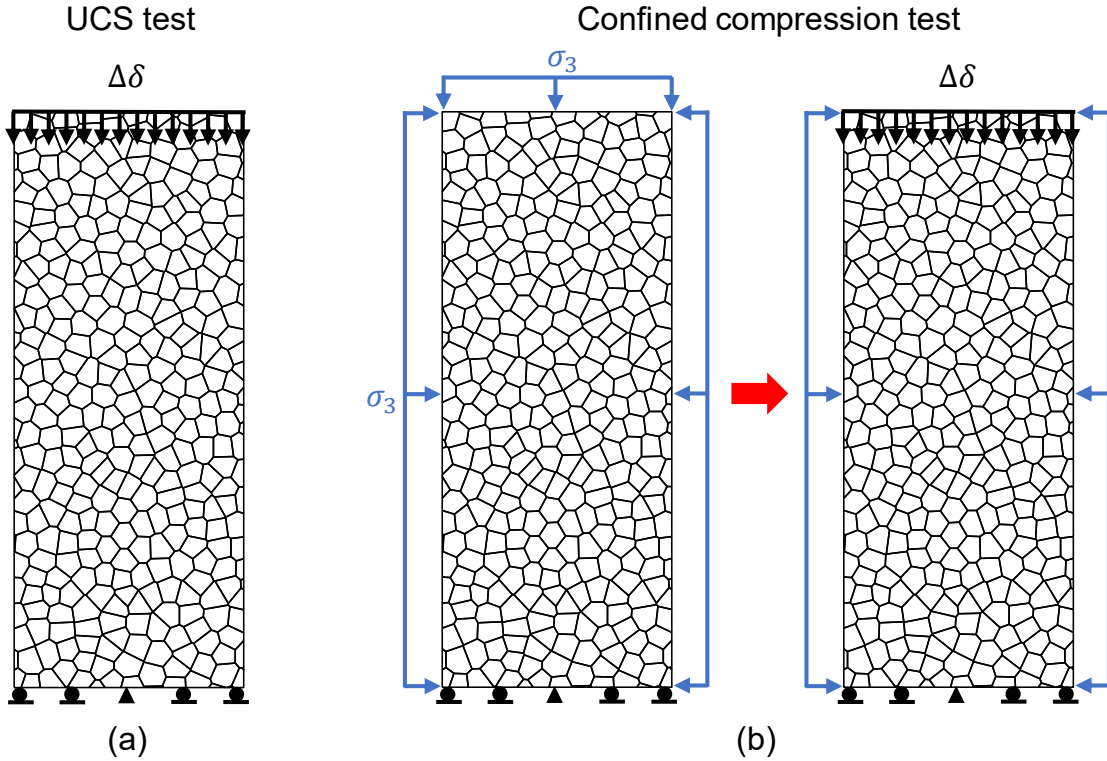 UCS test
Confined compression test
Δδ
σ₃
Δδ
σ₃
(a)
(b)